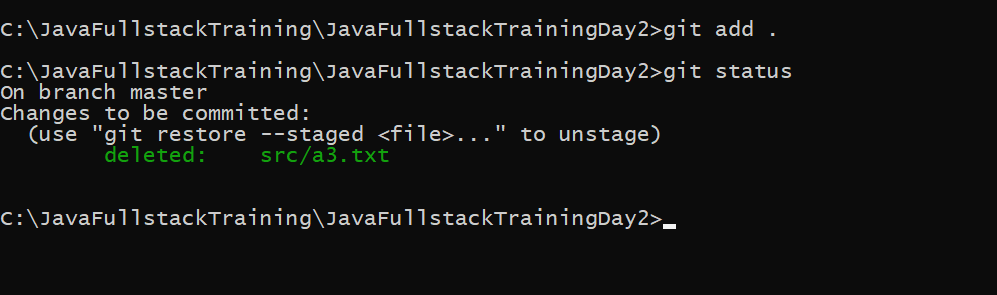 C:\JavaFullstackTraining\JavaFullstackTrainingDay2>git add .
C:\JavaFullstackTraining\JavaFullstackTrainingDay2>git status
On branch master
Changes to be committed:
  (use "git restore --staged <file>..." to unstage)
        deleted:    src/a3.txt
C:\JavaFullstackTraining\JavaFullstackTrainingDay2>